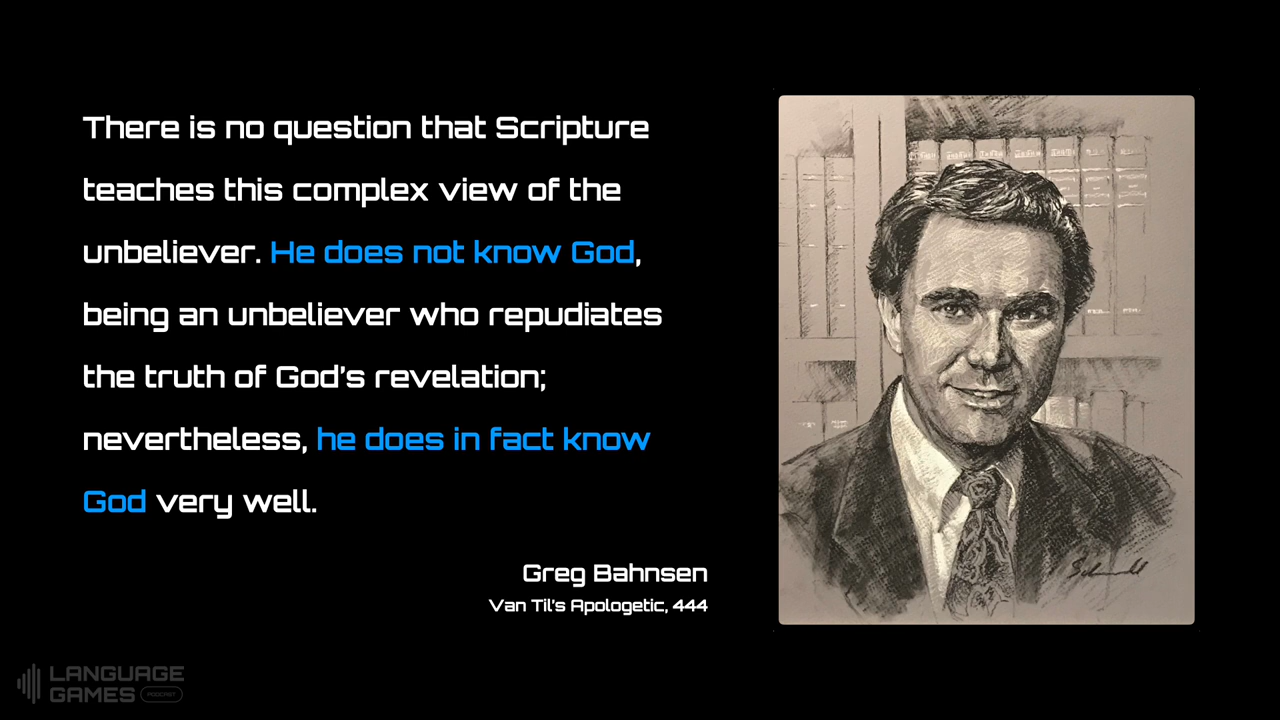 There is no question that Scripture
teaches this complex view of the
unbeliever. He does not know God,
being an unbeliever who repudiates
the truth of God's revelation;
nevertheless, he does in fact know
God very well.
Greg Bahnsen
Van Til's Apologetic, 444
LANGUAGE
GAMES PODCAST